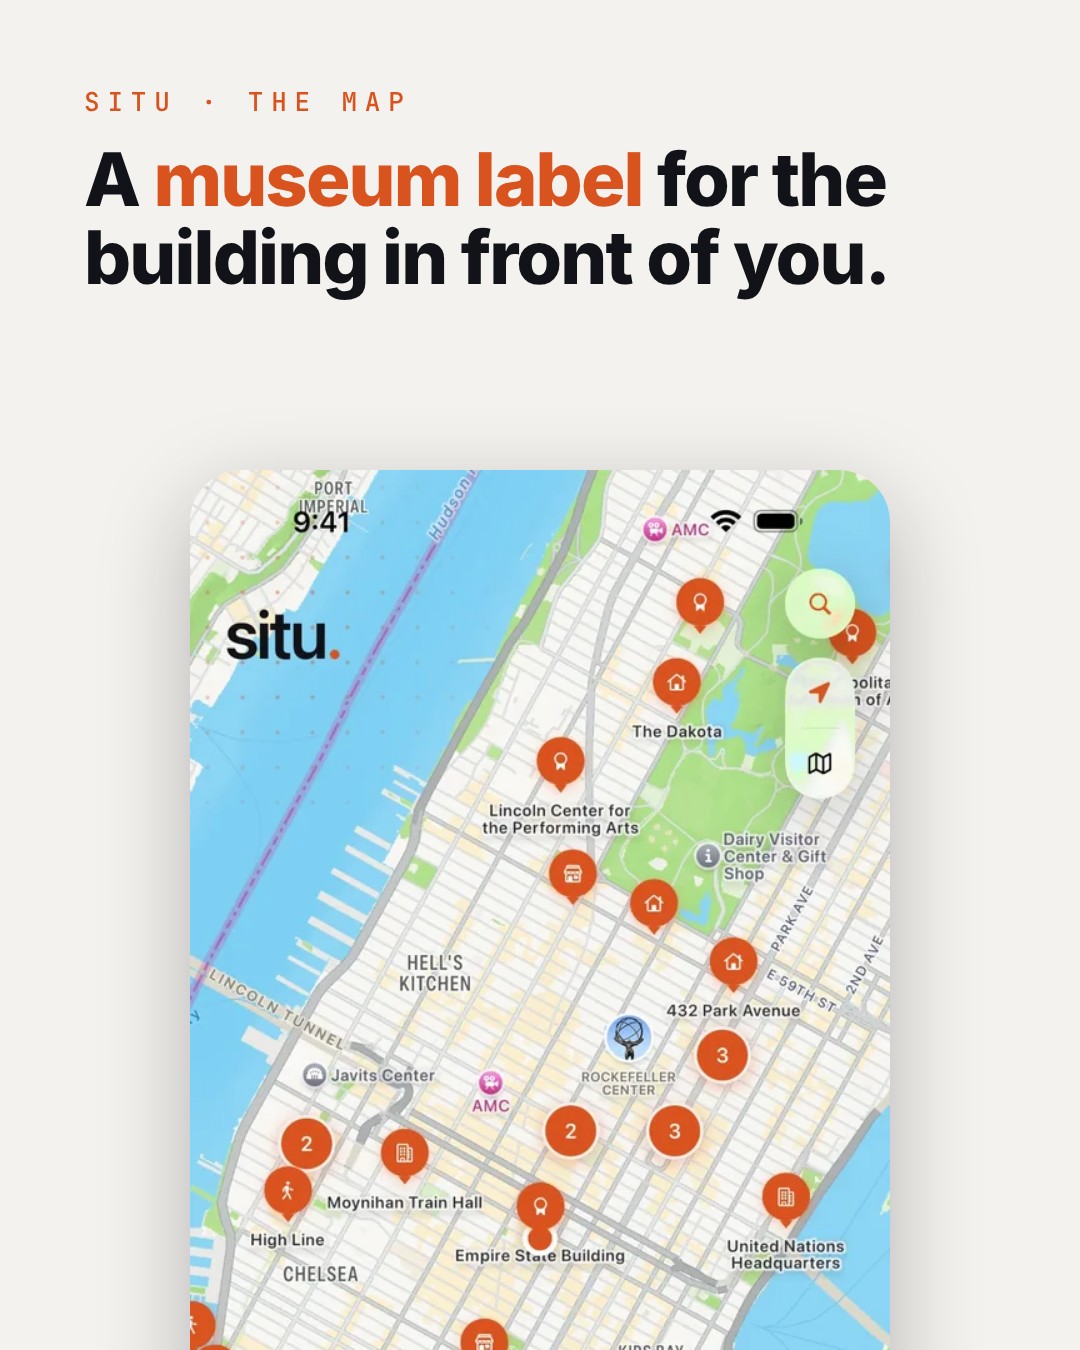 SITU · THE MAP
A museum label for the
building in front of you.
PORT
IMPERIAL
9:41
Hudson
AMC
situ.
The Dakota
Lincoln Center for
the Performing Arts
Dairy Visitor
Center & Gift
Shop
PARK AVE
2ND AVE
E 59TH ST
HELL'S
KITCHEN
432 Park Avenue
LINCOLN TUNNEL
3
ROCKEFELLER
CENTER
Javits Center
AMC
2
2
3
Moynihan Train Hall
High Line
Empire State Building
United Nations
Headquarters
CHELSEA